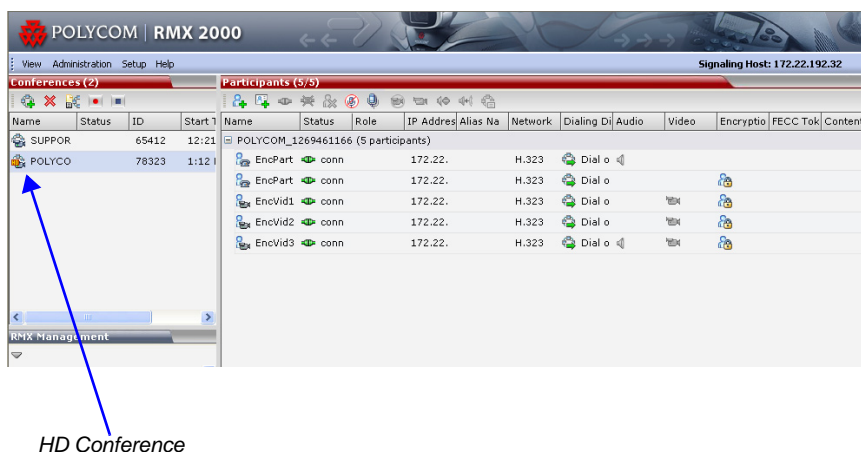 POLYCOM | RMX 2000
View Administration Setup Help Signaling Host: 172.22.192.32
Conferences (2) Participants (5/5)
Name Status ID Start T Name Status Role IP Addres Alias Na Network Dialing Di Audio Video Encryptio FECC Tok Content
SUPPOR 65412 12:21 POLYCOM_1269461166 (5 participants)
POLYCO 78323 1:12 EncPart conn 172.22. H.323 Dial o
EncPart conn 172.22. H.323 Dial o
EncVid1 conn 172.22. H.323 Dial o
EncVid2 conn 172.22. H.323 Dial o
EncVid3 conn 172.22. H.323 Dial o
RMX Management
HD Conference